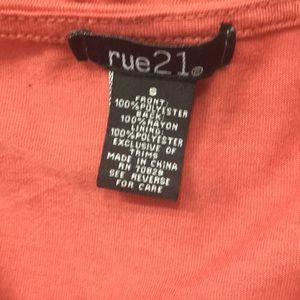 rue21®
S
FRONT:
100%POLYESTER
BACK:
100%RAYON
LINING:
100%POLYESTER
EXCLUSIVE OF
TRIMS
MADE IN CHINA
RN 70828
SEE REVERSE
FOR CARE